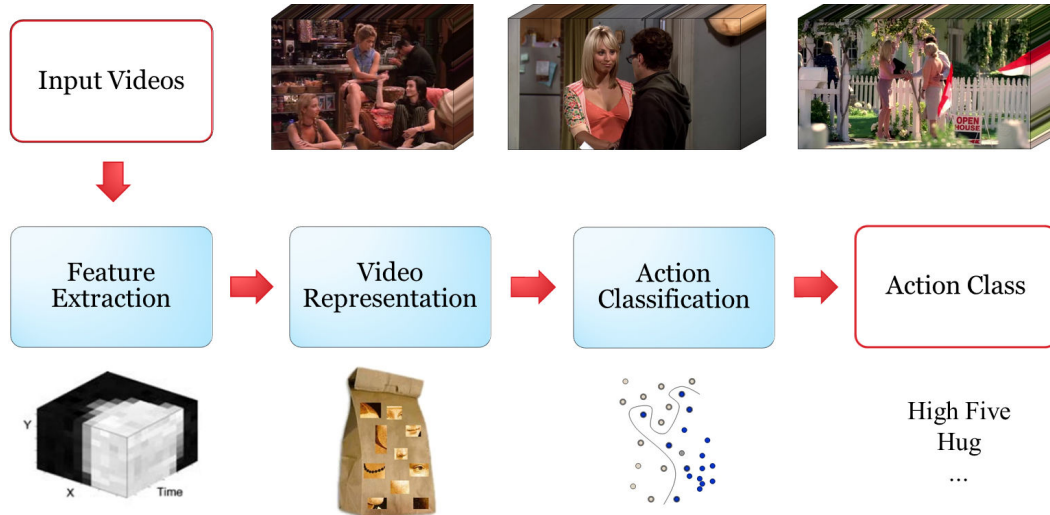 Input Videos
OPEN
HOUSE
Feature
Extraction
Video
Representation
Action
Classification
Action Class
Y
X
Time
High Five
Hug
...